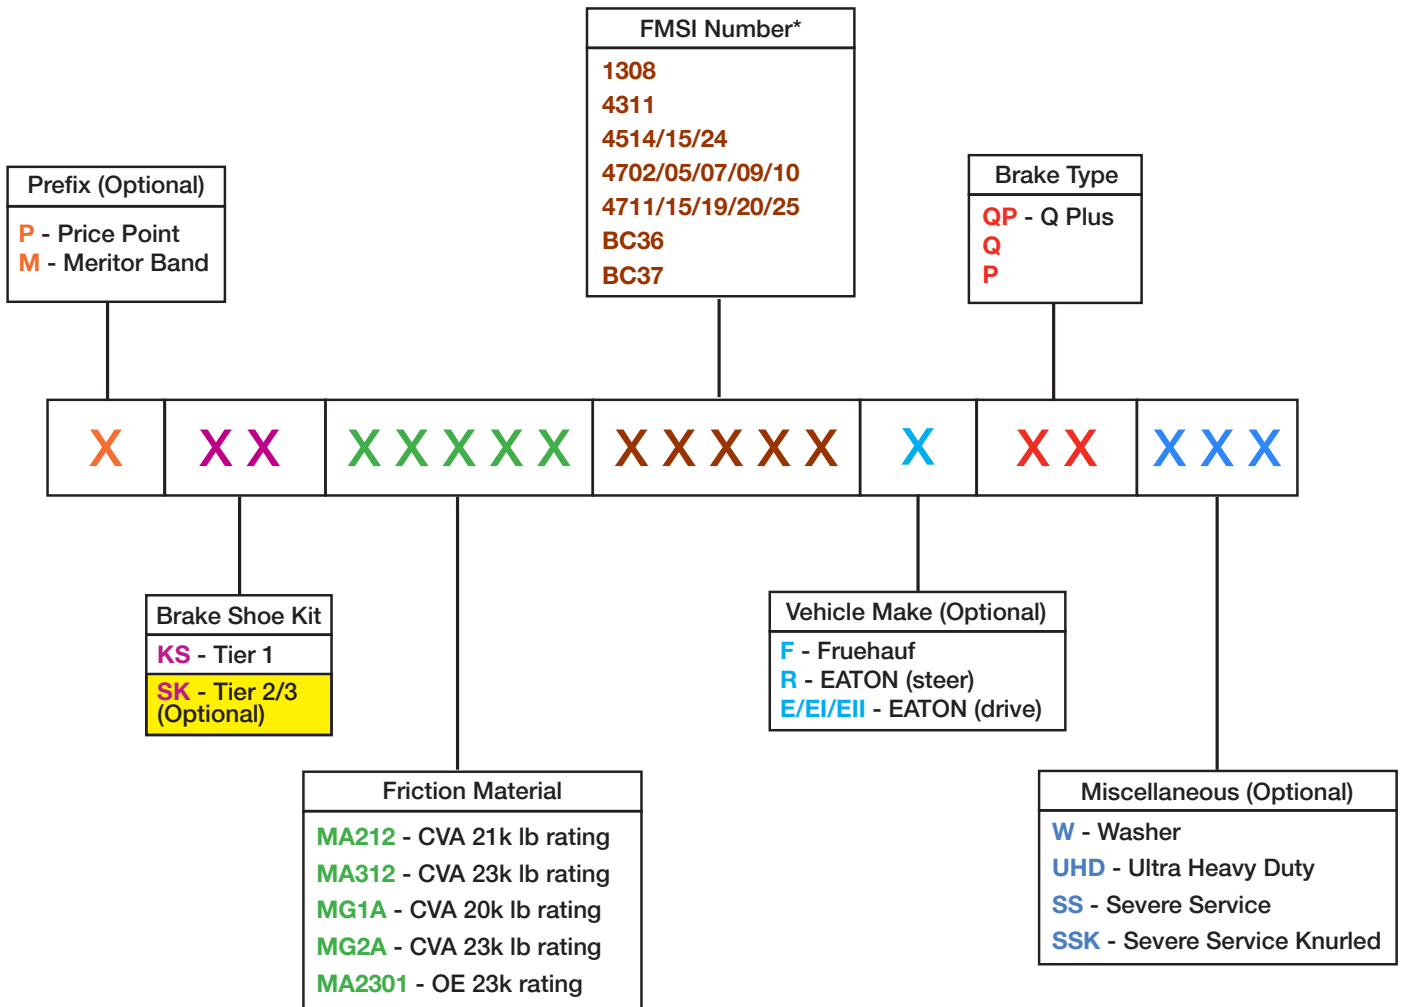 FMSI Number*
1308
4311
4514/15/24
4702/05/07/09/10
4711/15/19/20/25
BC36
BC37
Prefix (Optional)
P - Price Point
M - Meritor Band
Brake Type
QP - Q Plus
Q
P
X
X X
X X X X X
X X X X X
X
X X
X X X
Brake Shoe Kit
KS - Tier 1
SK - Tier 2/3
(Optional)
Vehicle Make (Optional)
F - Fruehauf
R - EATON (steer)
E/EI/EII - EATON (drive)
Friction Material
MA212 - CVA 21k lb rating
MA312 - CVA 23k lb rating
MG1A - CVA 20k lb rating
MG2A - CVA 23k lb rating
MA2301 - OE 23k rating
Miscellaneous (Optional)
W - Washer
UHD - Ultra Heavy Duty
SS - Severe Service
SSK - Severe Service Knurled